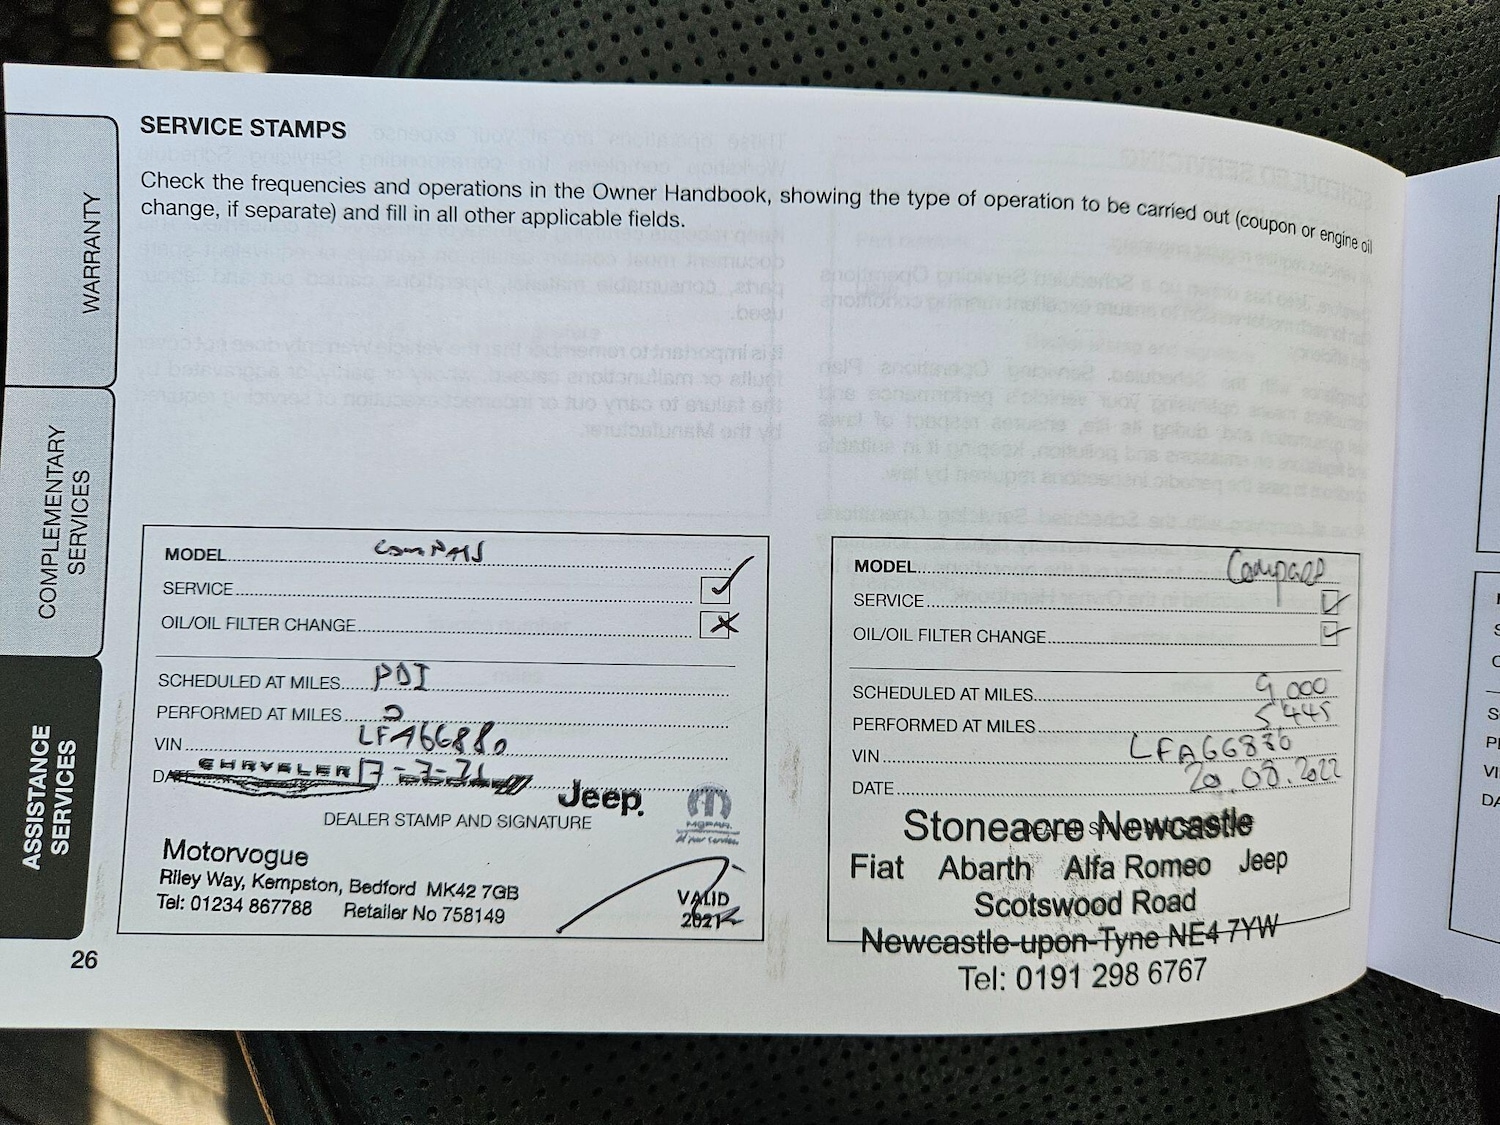 WARRANTY
COMPLEMENTARY
SERVICES
ASSISTANCE
SERVICES
SERVICE STAMPS
Check the frequencies and operations in the Owner Handbook, showing the type of operation to be carried out (coupon or engine oil
change, if separate) and fill in all other applicable fields.
MODEL ComPASS
SERVICE
OIL/OIL FILTER CHANGE
SCHEDULED AT MILES PDI
PERFORMED AT MILES
VIN LFA66880
DATE CHRYSLER
Jeep.
DEALER STAMP AND SIGNATURE
MOPAR
Motorvogue
Riley Way, Kempston, Bedford MK42 7GB
Tel: 01234 867788 Retailer No 758149
VALID
2021
MODEL Compass
SERVICE
OIL/OIL FILTER CHANGE
SCHEDULED AT MILES 9,000
PERFORMED AT MILES 5445
VIN LFA66880
DATE 20.08.2022
Stoneacre Newcastle
Fiat Abarth Alfa Romeo Jeep
Scotswood Road
Newcastle-upon-Tyne NE4 7YW
Tel: 0191 298 6767
26